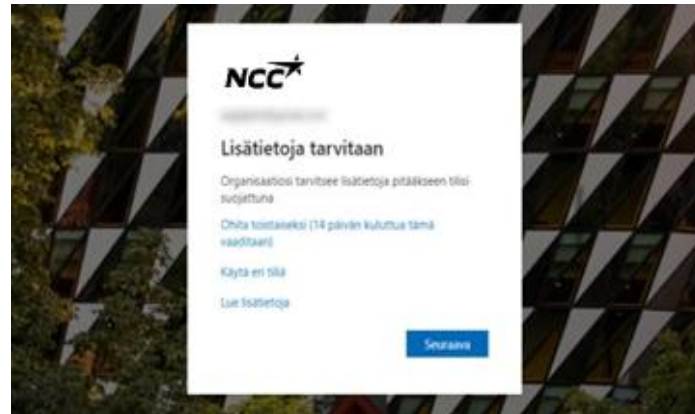 NCC
Lisätietoja tarvitaan
Organisaatiosi tarvitsee lisätietoja pitääkseen tilisi
suojattuna
Ohita toistaiseksi (14 päivän kuluttua tämä
vaaditaan)
Käytä eri tiliä
Lue lisätietoja
Seuraava